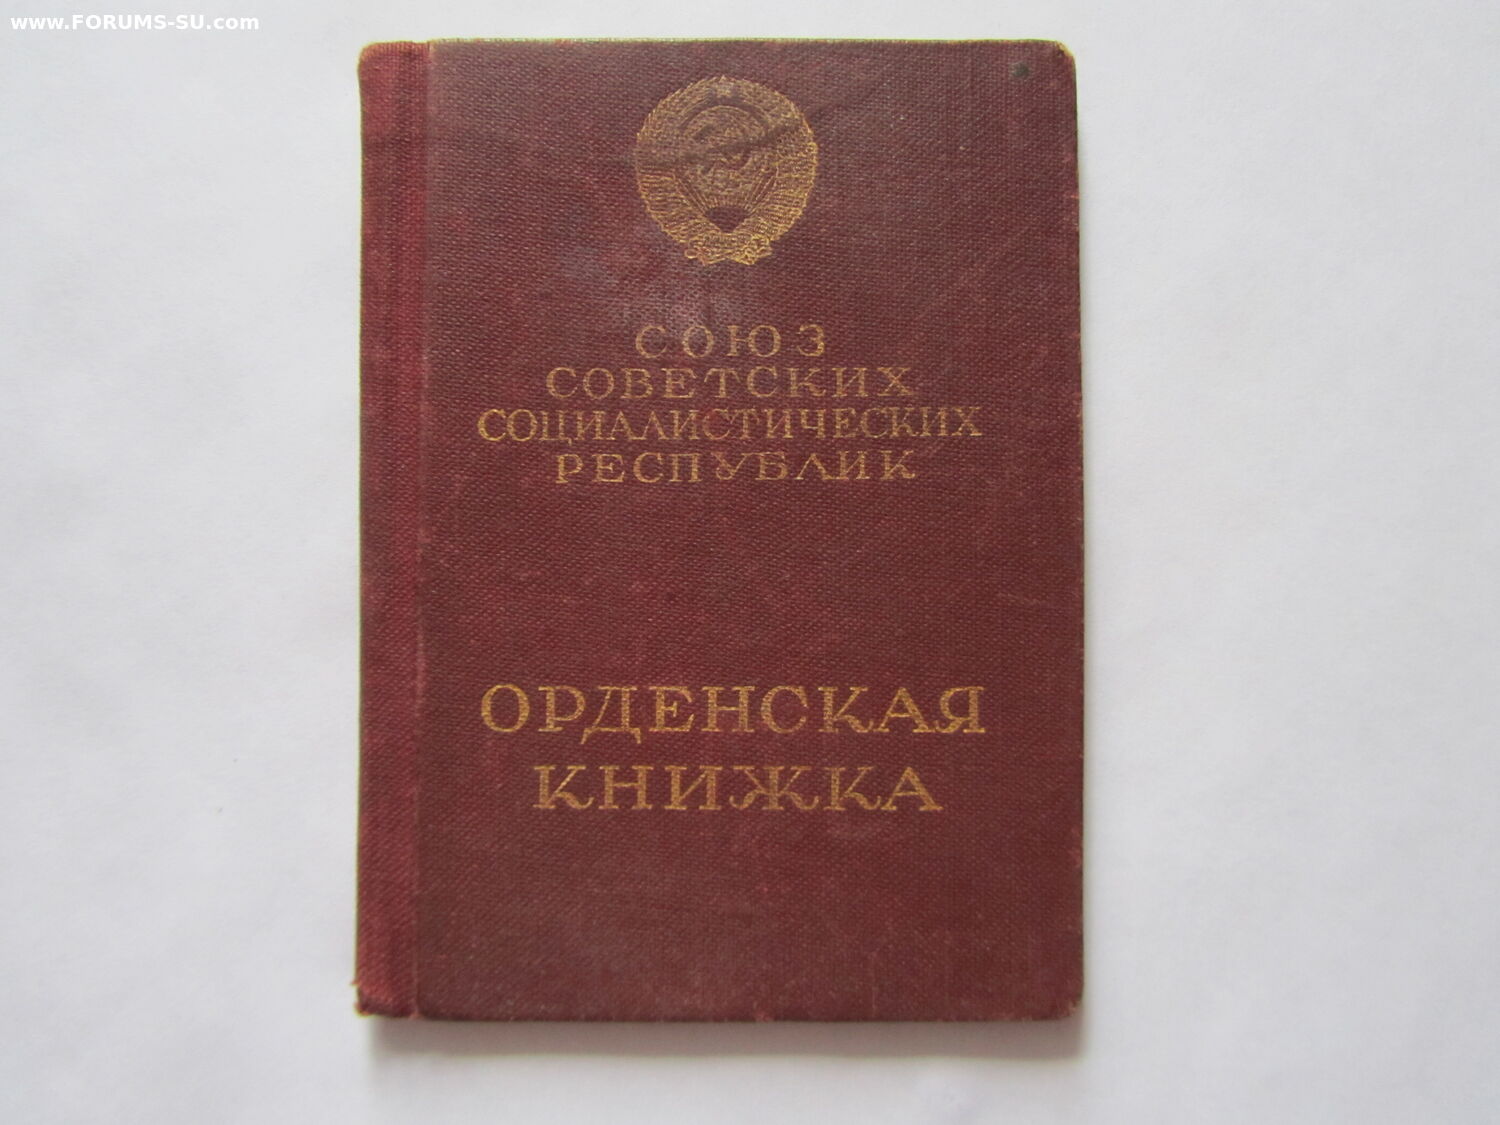 www.FORUMS-SU.com
СОЮЗ
СОВЕТСКИХ
СОЦИАЛИСТИЧЕСКИХ
РЕСПУБЛИК
ОРДЕНСКАЯ
КНИЖКА